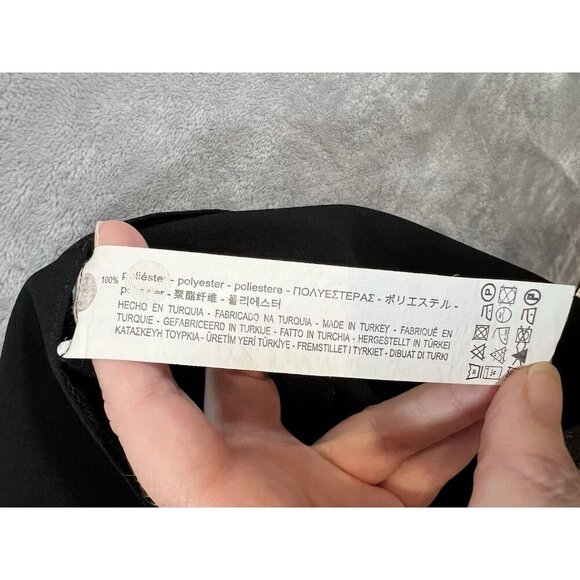 100% Poliéster - polyester - poliestere - ΠΟΛΥΕΣΤΕΡΑΣ - ポリエステル -
polyester - 聚酯纤维 - 폴리에스터
HECHO EN TURQUIA - FABRICADO NA TURQUIA - MADE IN TURKEY - FABRIQUÉ EN
TURQUIE - GEFABRICEERD IN TURKIJE - FATTO IN TURCHIA - HERGESTELLT IN TÜRKEI
ΚΑΤΑΣΚΕΥΗ ΤΟΥΡΚΙΑ - ÜRETİM YERİ TÜRKİYE - FREMSTILLET I TYRKIET - DIBUAT DI TURKI